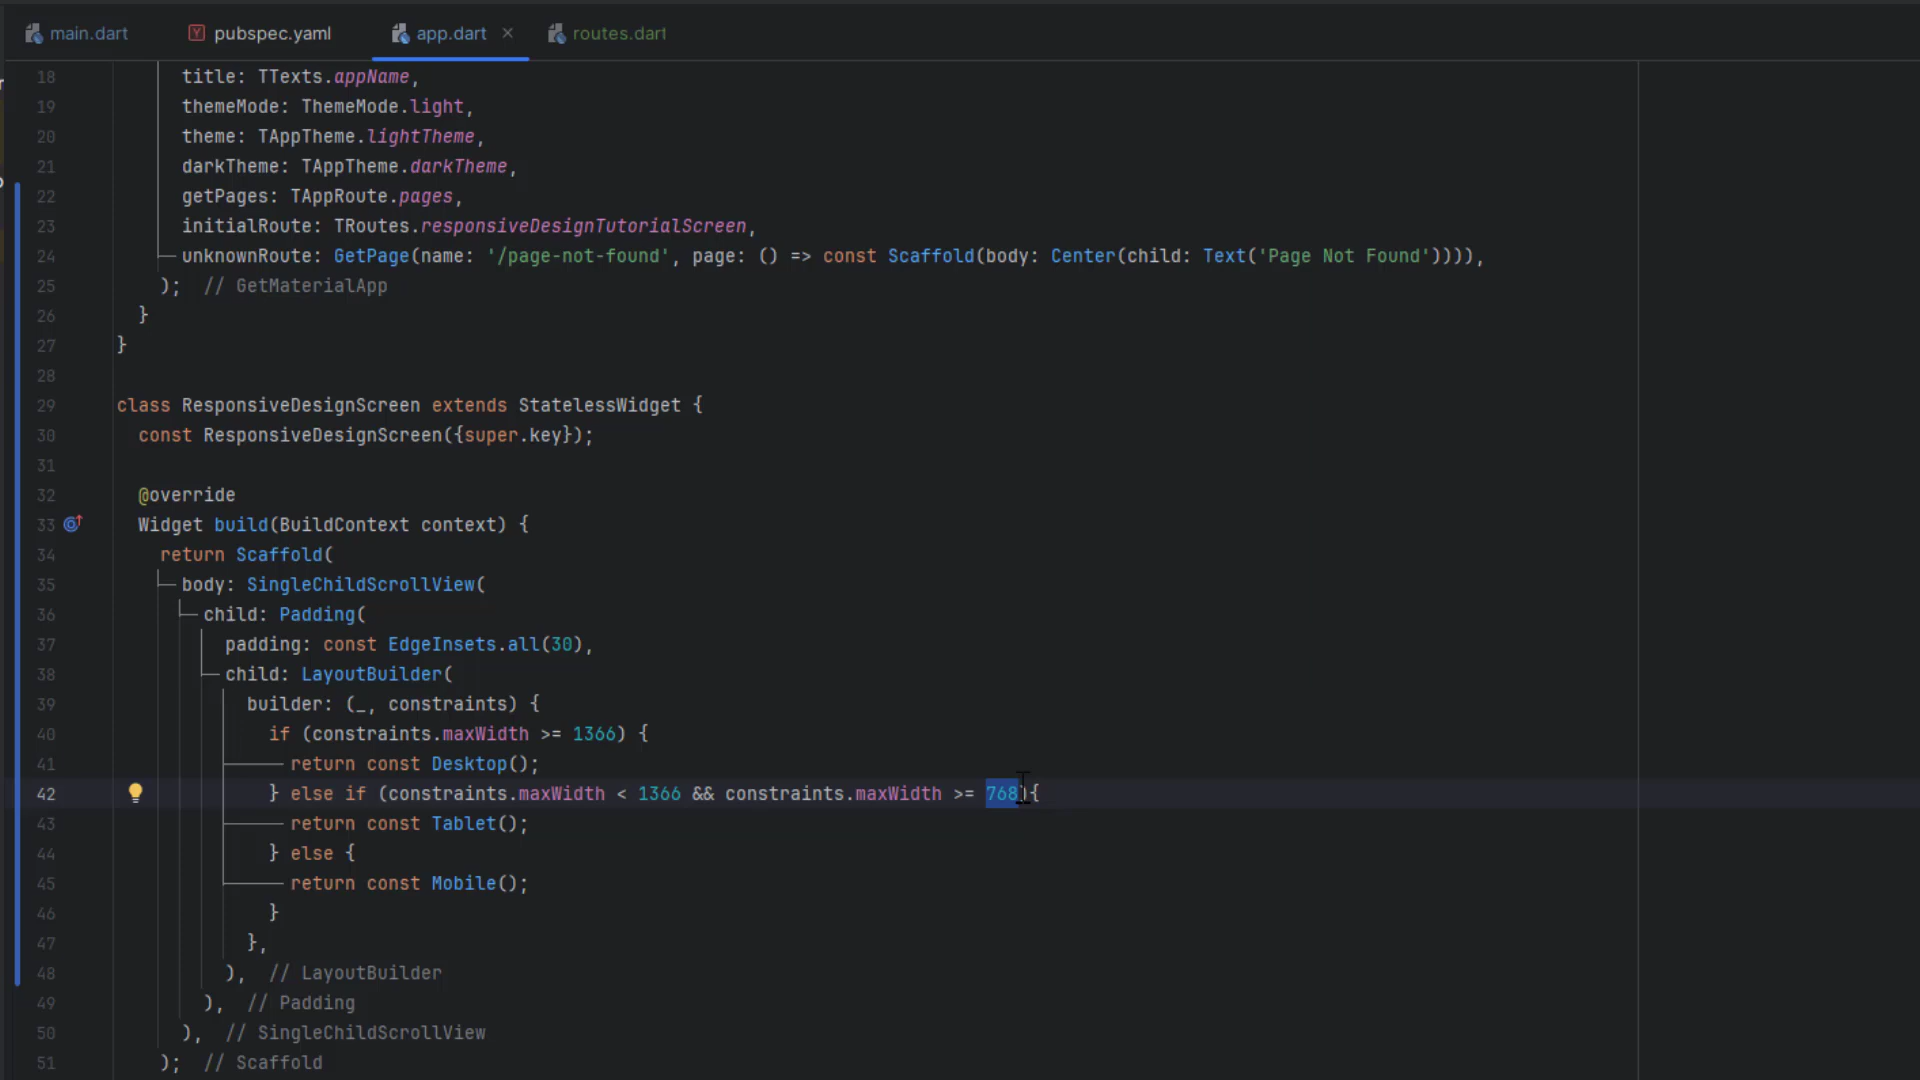 main.dart pubspec.yaml app.dart routes.dart
18 title: TTexts.appName,
19 themeMode: ThemeMode.light,
20 theme: TAppTheme.lightTheme,
21 darkTheme: TAppTheme.darkTheme,
22 getPages: TAppRoute.pages,
23 initialRoute: TRoutes.responsiveDesignTutorialScreen,
24 unknownRoute: GetPage(name: '/page-not-found', page: () => const Scaffold(body: Center(child: Text('Page Not Found')))),
25 ); // GetMaterialApp
26 }
27 }
28
29 class ResponsiveDesignScreen extends StatelessWidget {
30 const ResponsiveDesignScreen({super.key});
31
32 @override
33 Widget build(BuildContext context) {
34 return Scaffold(
35 body: SingleChildScrollView(
36 child: Padding(
37 padding: const EdgeInsets.all(30),
38 child: LayoutBuilder(
39 builder: (_, constraints) {
40 if (constraints.maxWidth >= 1366) {
41 return const Desktop();
42 } else if (constraints.maxWidth < 1366 && constraints.maxWidth >= 768){
43 return const Tablet();
44 } else {
45 return const Mobile();
46 }
47 },
48 ), // LayoutBuilder
49 ), // Padding
50 ), // SingleChildScrollView
51 ); // Scaffold